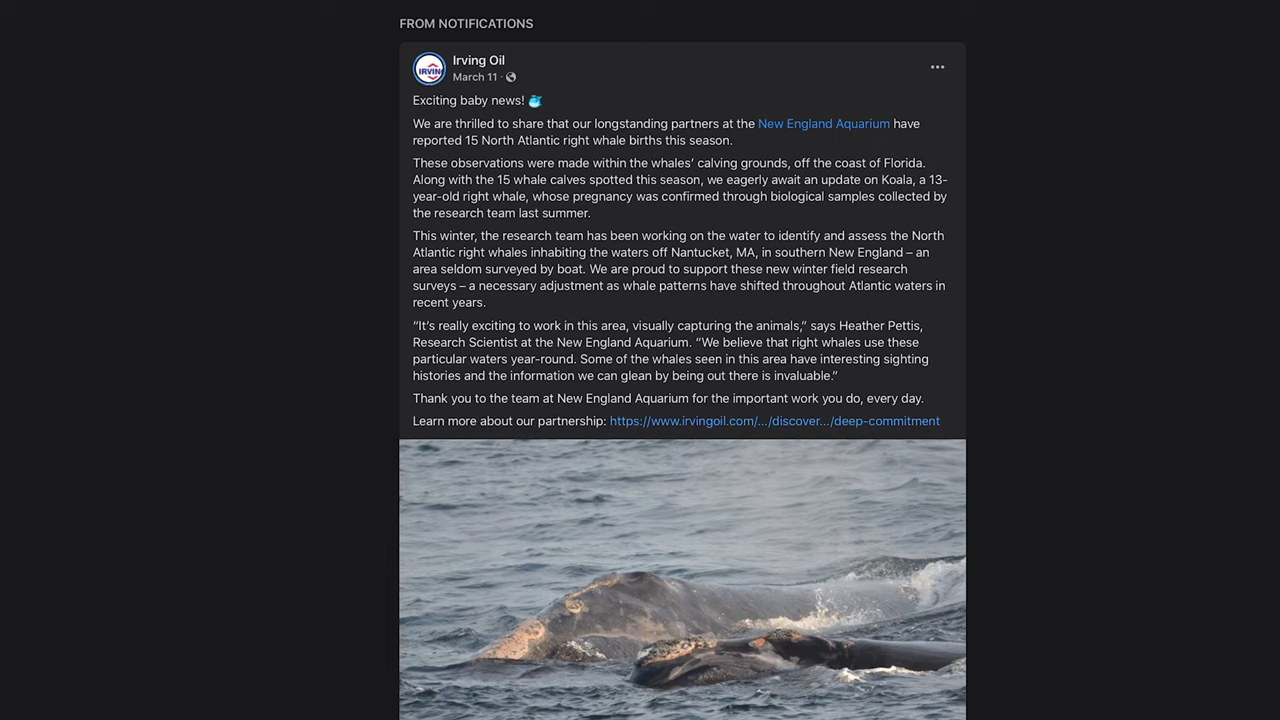 FROM NOTIFICATIONS
IRVING
Irving Oil
March 11 ·
Exciting baby news! 🐳
We are thrilled to share that our longstanding partners at the New England Aquarium have
reported 15 North Atlantic right whale births this season.
These observations were made within the whales’ calving grounds, off the coast of Florida.
Along with the 15 whale calves spotted this season, we eagerly await an update on Koala, a 13-
year-old right whale, whose pregnancy was confirmed through biological samples collected by
the research team last summer.
This winter, the research team has been working on the water to identify and assess the North
Atlantic right whales inhabiting the waters off Nantucket, MA, in southern New England – an
area seldom surveyed by boat. We are proud to support these new winter field research
surveys – a necessary adjustment as whale patterns have shifted throughout Atlantic waters in
recent years.
“It’s really exciting to work in this area, visually capturing the animals,” says Heather Pettis,
Research Scientist at the New England Aquarium. “We believe that right whales use these
particular waters year-round. Some of the whales seen in this area have interesting sighting
histories and the information we can glean by being out there is invaluable.”
Thank you to the team at New England Aquarium for the important work you do, every day.
Learn more about our partnership: https://www.irvingoil.com/.../discover.../deep-commitment